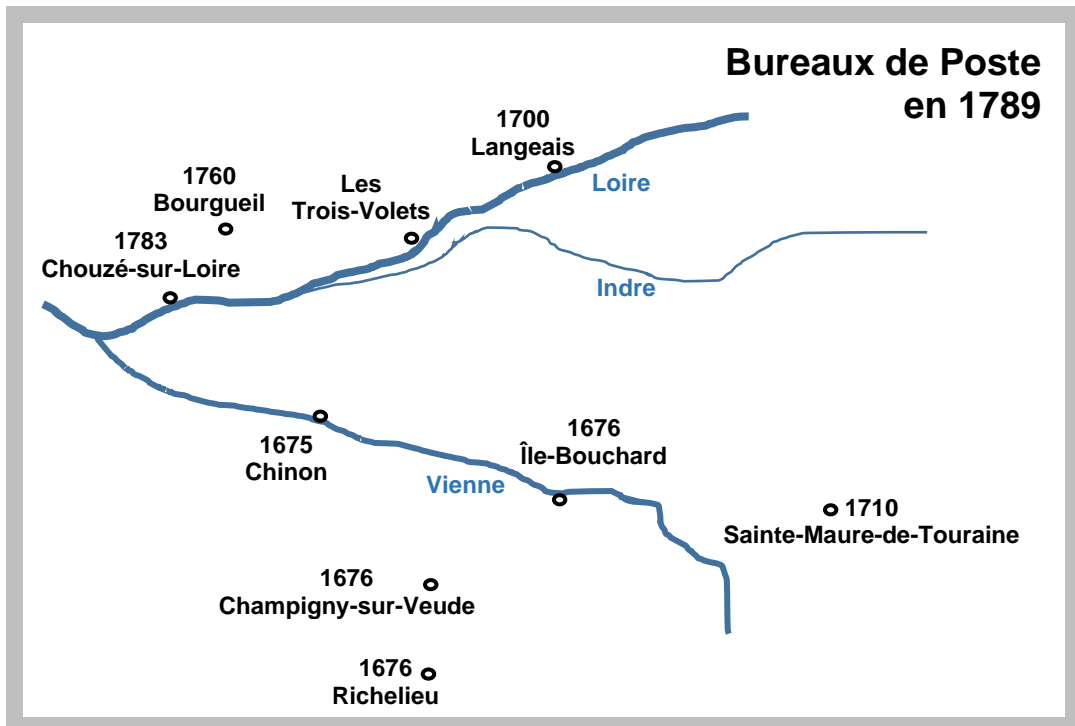 Bureaux de Poste
en 1789
1700
Langeais
Loire
1760
Bourgueil
Les
Trois-Volets
1783
Chouzé-sur-Loire
Indre
1675
Chinon
1676
Île-Bouchard
Vienne
1710
Sainte-Maure-de-Touraine
1676
Champigny-sur-Veude
1676
Richelieu